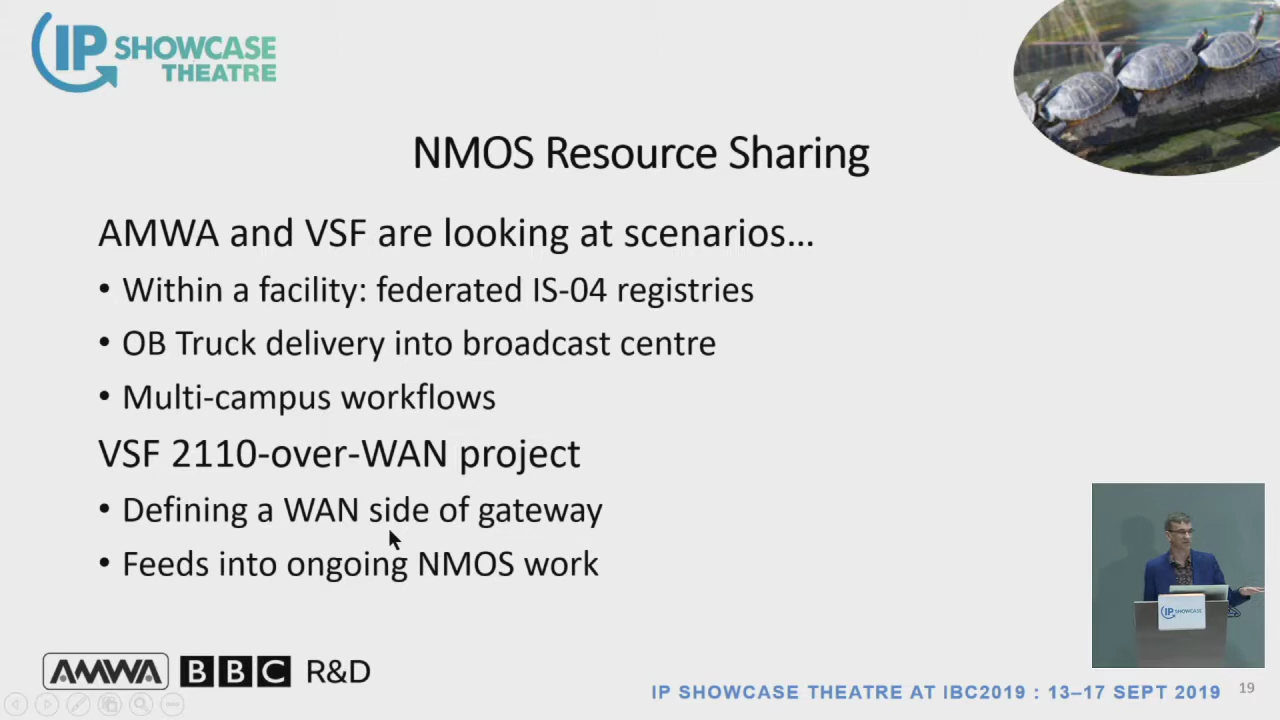 IP SHOWCASE
THEATRE
NMOS Resource Sharing
AMWA and VSF are looking at scenarios…
• Within a facility: federated IS-04 registries
• OB Truck delivery into broadcast centre
• Multi-campus workflows
VSF 2110-over-WAN project
• Defining a WAN side of gateway
• Feeds into ongoing NMOS work
IP SHOWCASE
AMWA BBC R&D
IP SHOWCASE THEATRE AT IBC2019 : 13–17 SEPT 2019 19